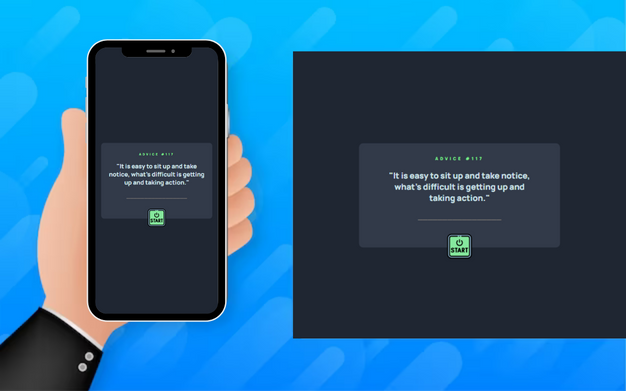 ADVICE #117
"It is easy to sit up and take
notice, what's difficult is getting
up and taking action."
START
ADVICE #117
"It is easy to sit up and take notice,
what's difficult is getting up and
taking action."
START